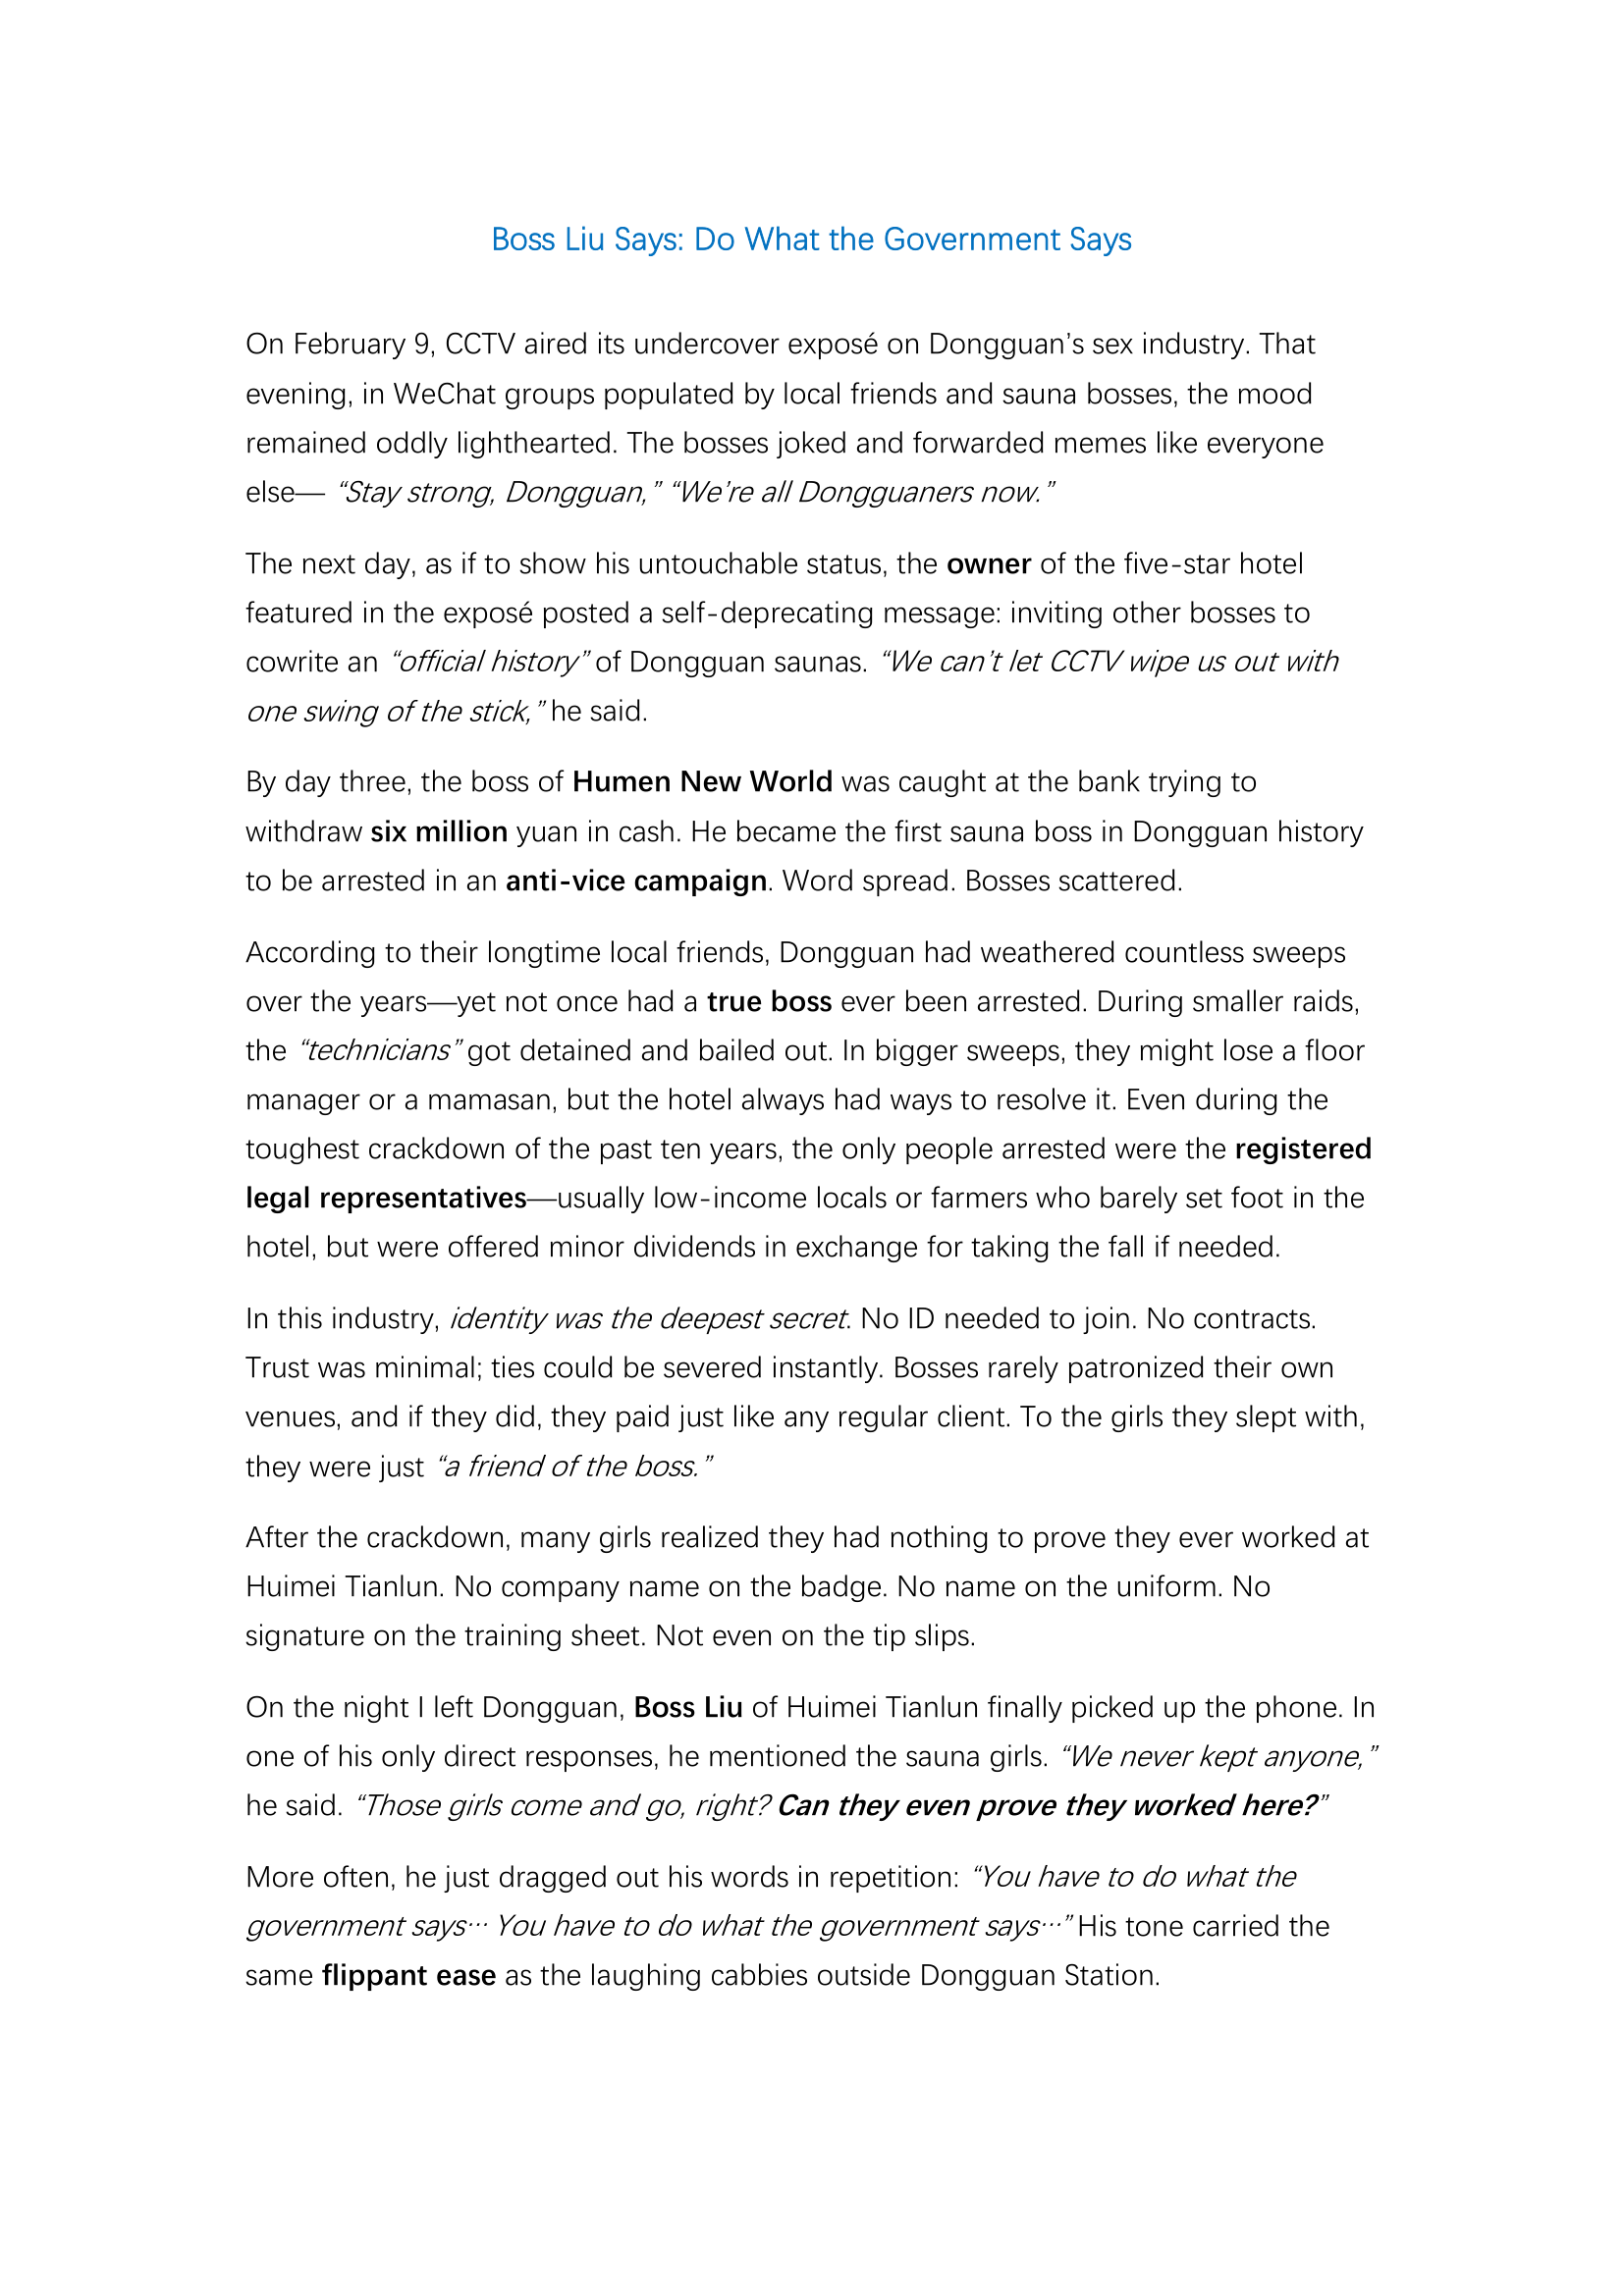 Boss Liu Says: Do What the Government Says
On February 9, CCTV aired its undercover exposé on Dongguan’s sex industry. That
evening, in WeChat groups populated by local friends and sauna bosses, the mood
remained oddly lighthearted. The bosses joked and forwarded memes like everyone
else— “Stay strong, Dongguan,” “We’re all Dongguaners now.”
The next day, as if to show his untouchable status, the owner of the five-star hotel
featured in the exposé posted a self-deprecating message: inviting other bosses to
cowrite an “official history” of Dongguan saunas. “We can’t let CCTV wipe us out with
one swing of the stick,” he said.
By day three, the boss of Humen New World was caught at the bank trying to
withdraw six million yuan in cash. He became the first sauna boss in Dongguan history
to be arrested in an anti-vice campaign. Word spread. Bosses scattered.
According to their longtime local friends, Dongguan had weathered countless sweeps
over the years—yet not once had a true boss ever been arrested. During smaller raids,
the “technicians” got detained and bailed out. In bigger sweeps, they might lose a floor
manager or a mamasan, but the hotel always had ways to resolve it. Even during the
toughest crackdown of the past ten years, the only people arrested were the registered
legal representatives—usually low-income locals or farmers who barely set foot in the
hotel, but were offered minor dividends in exchange for taking the fall if needed.
In this industry, identity was the deepest secret. No ID needed to join. No contracts.
Trust was minimal; ties could be severed instantly. Bosses rarely patronized their own
venues, and if they did, they paid just like any regular client. To the girls they slept with,
they were just “a friend of the boss.”
After the crackdown, many girls realized they had nothing to prove they ever worked at
Huimei Tianlun. No company name on the badge. No name on the uniform. No
signature on the training sheet. Not even on the tip slips.
On the night I left Dongguan, Boss Liu of Huimei Tianlun finally picked up the phone. In
one of his only direct responses, he mentioned the sauna girls. “We never kept anyone,”
he said. “Those girls come and go, right? Can they even prove they worked here?”
More often, he just dragged out his words in repetition: “You have to do what the
government says··· You have to do what the government says···” His tone carried the
same flippant ease as the laughing cabbies outside Dongguan Station.